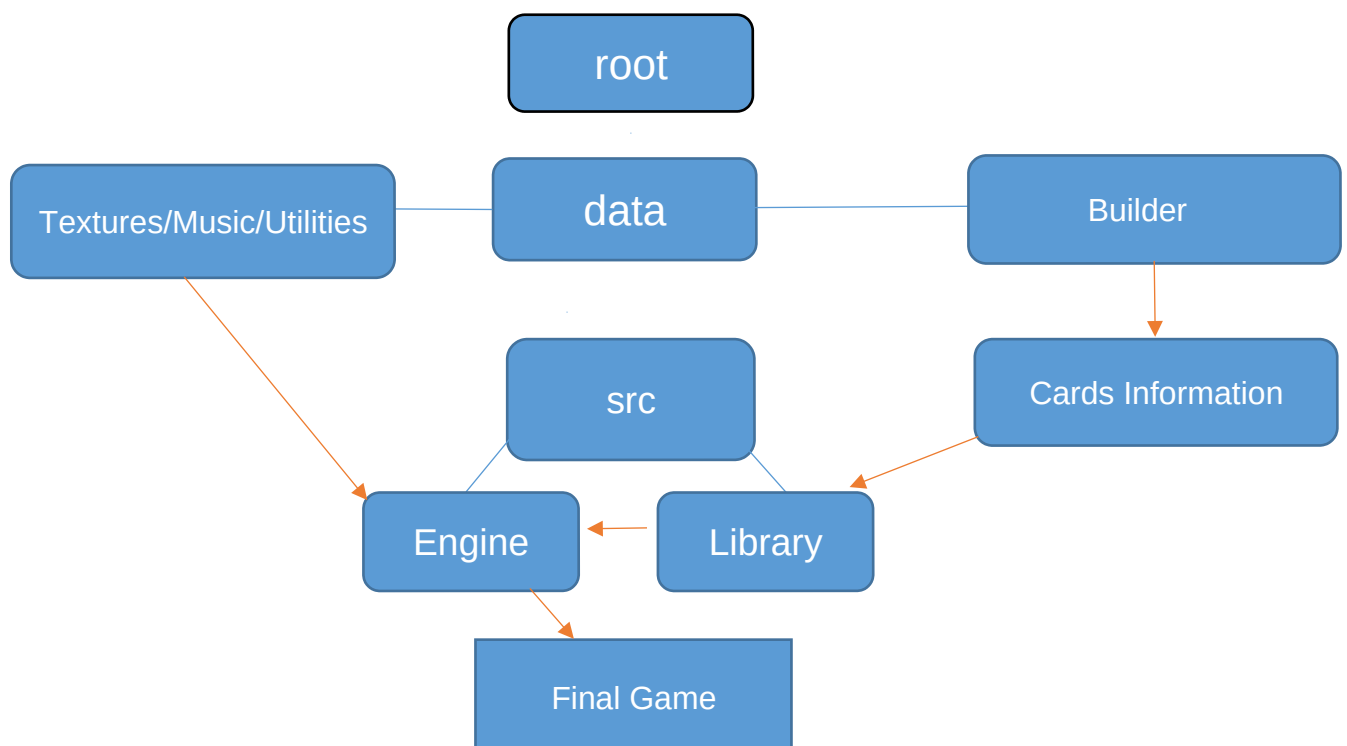 root
Textures/Music/Utilities
data
Builder
src
Cards Information
Engine
Library
Final Game